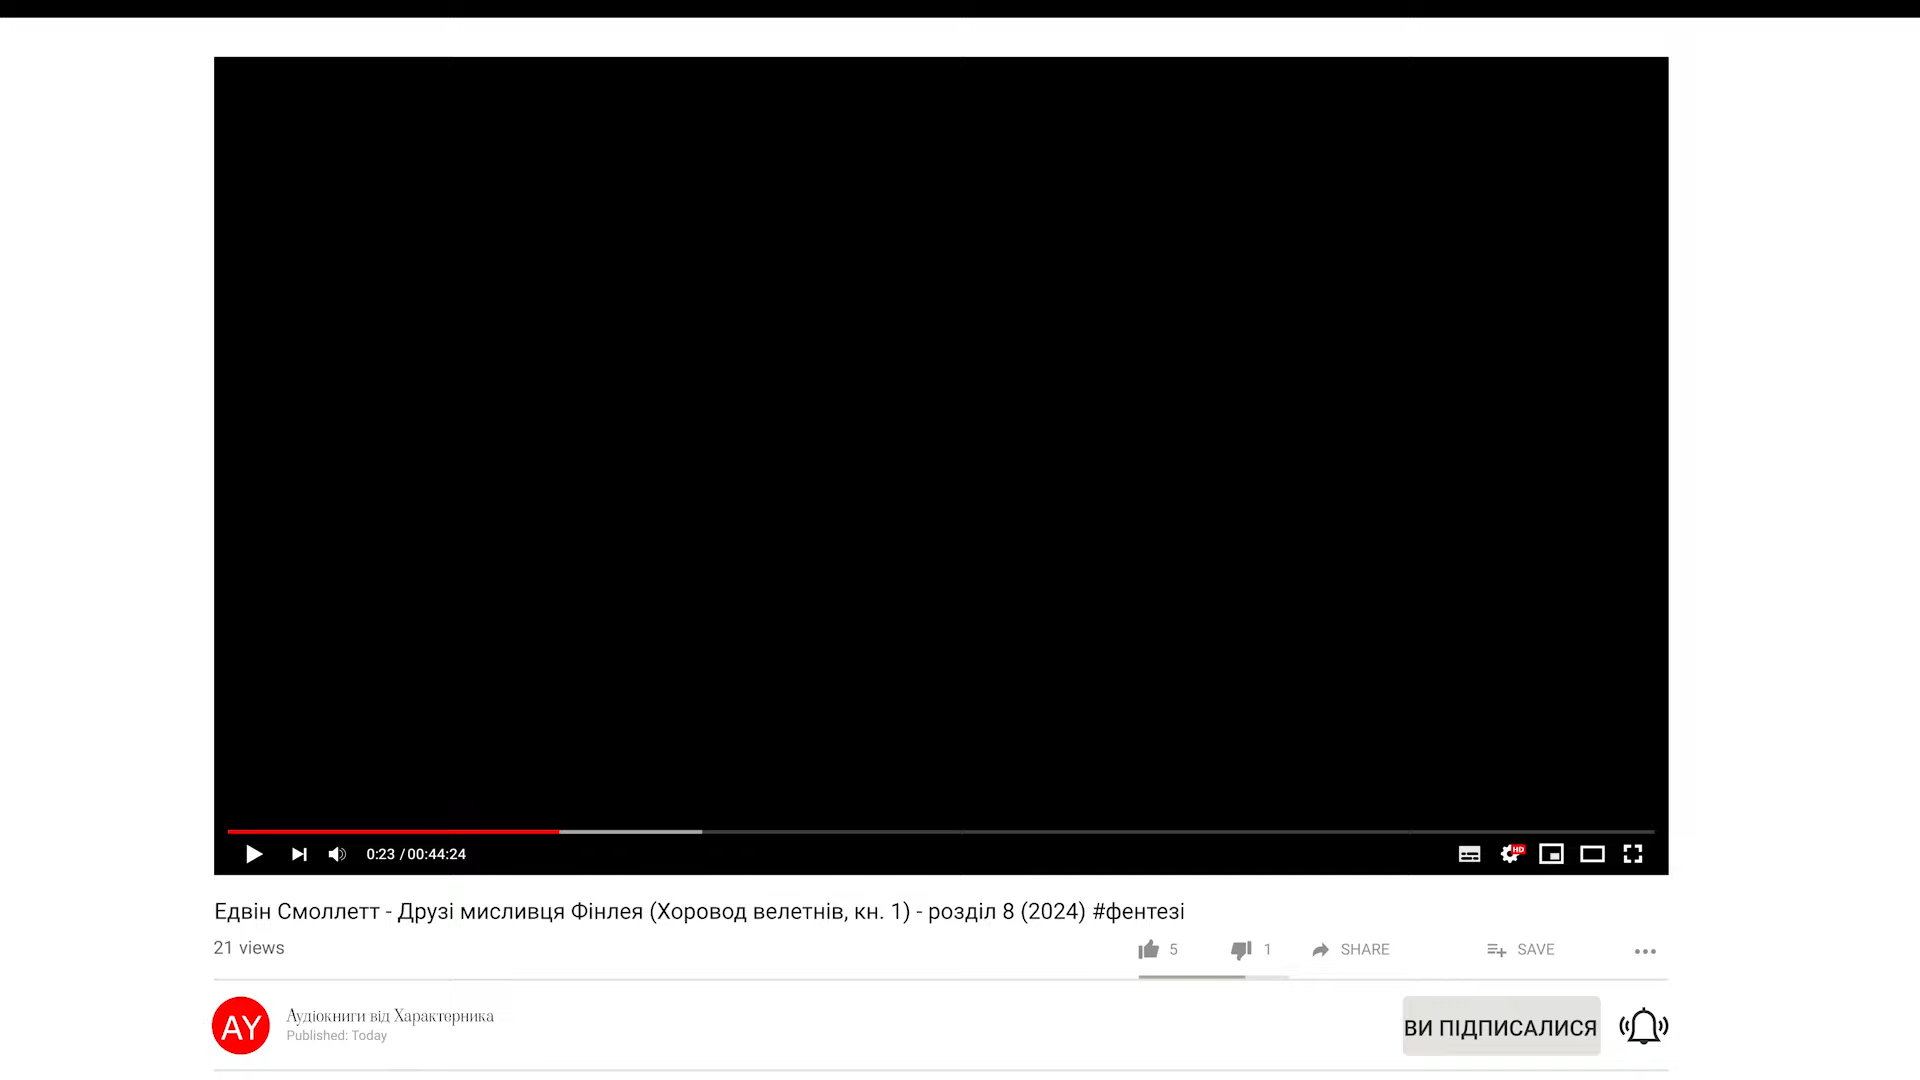 HD
0:23 / 00:44:24
Едвін Смоллетт - Друзі мисливця Фінлея (Хоровод велетнів, кн. 1) - розділ 8 (2024) #фентезі
21 views
5 1 SHARE SAVE
AY
Аудіокниги від Характерника
Published: Today
ВИ ПІДПИСАЛИСЯ